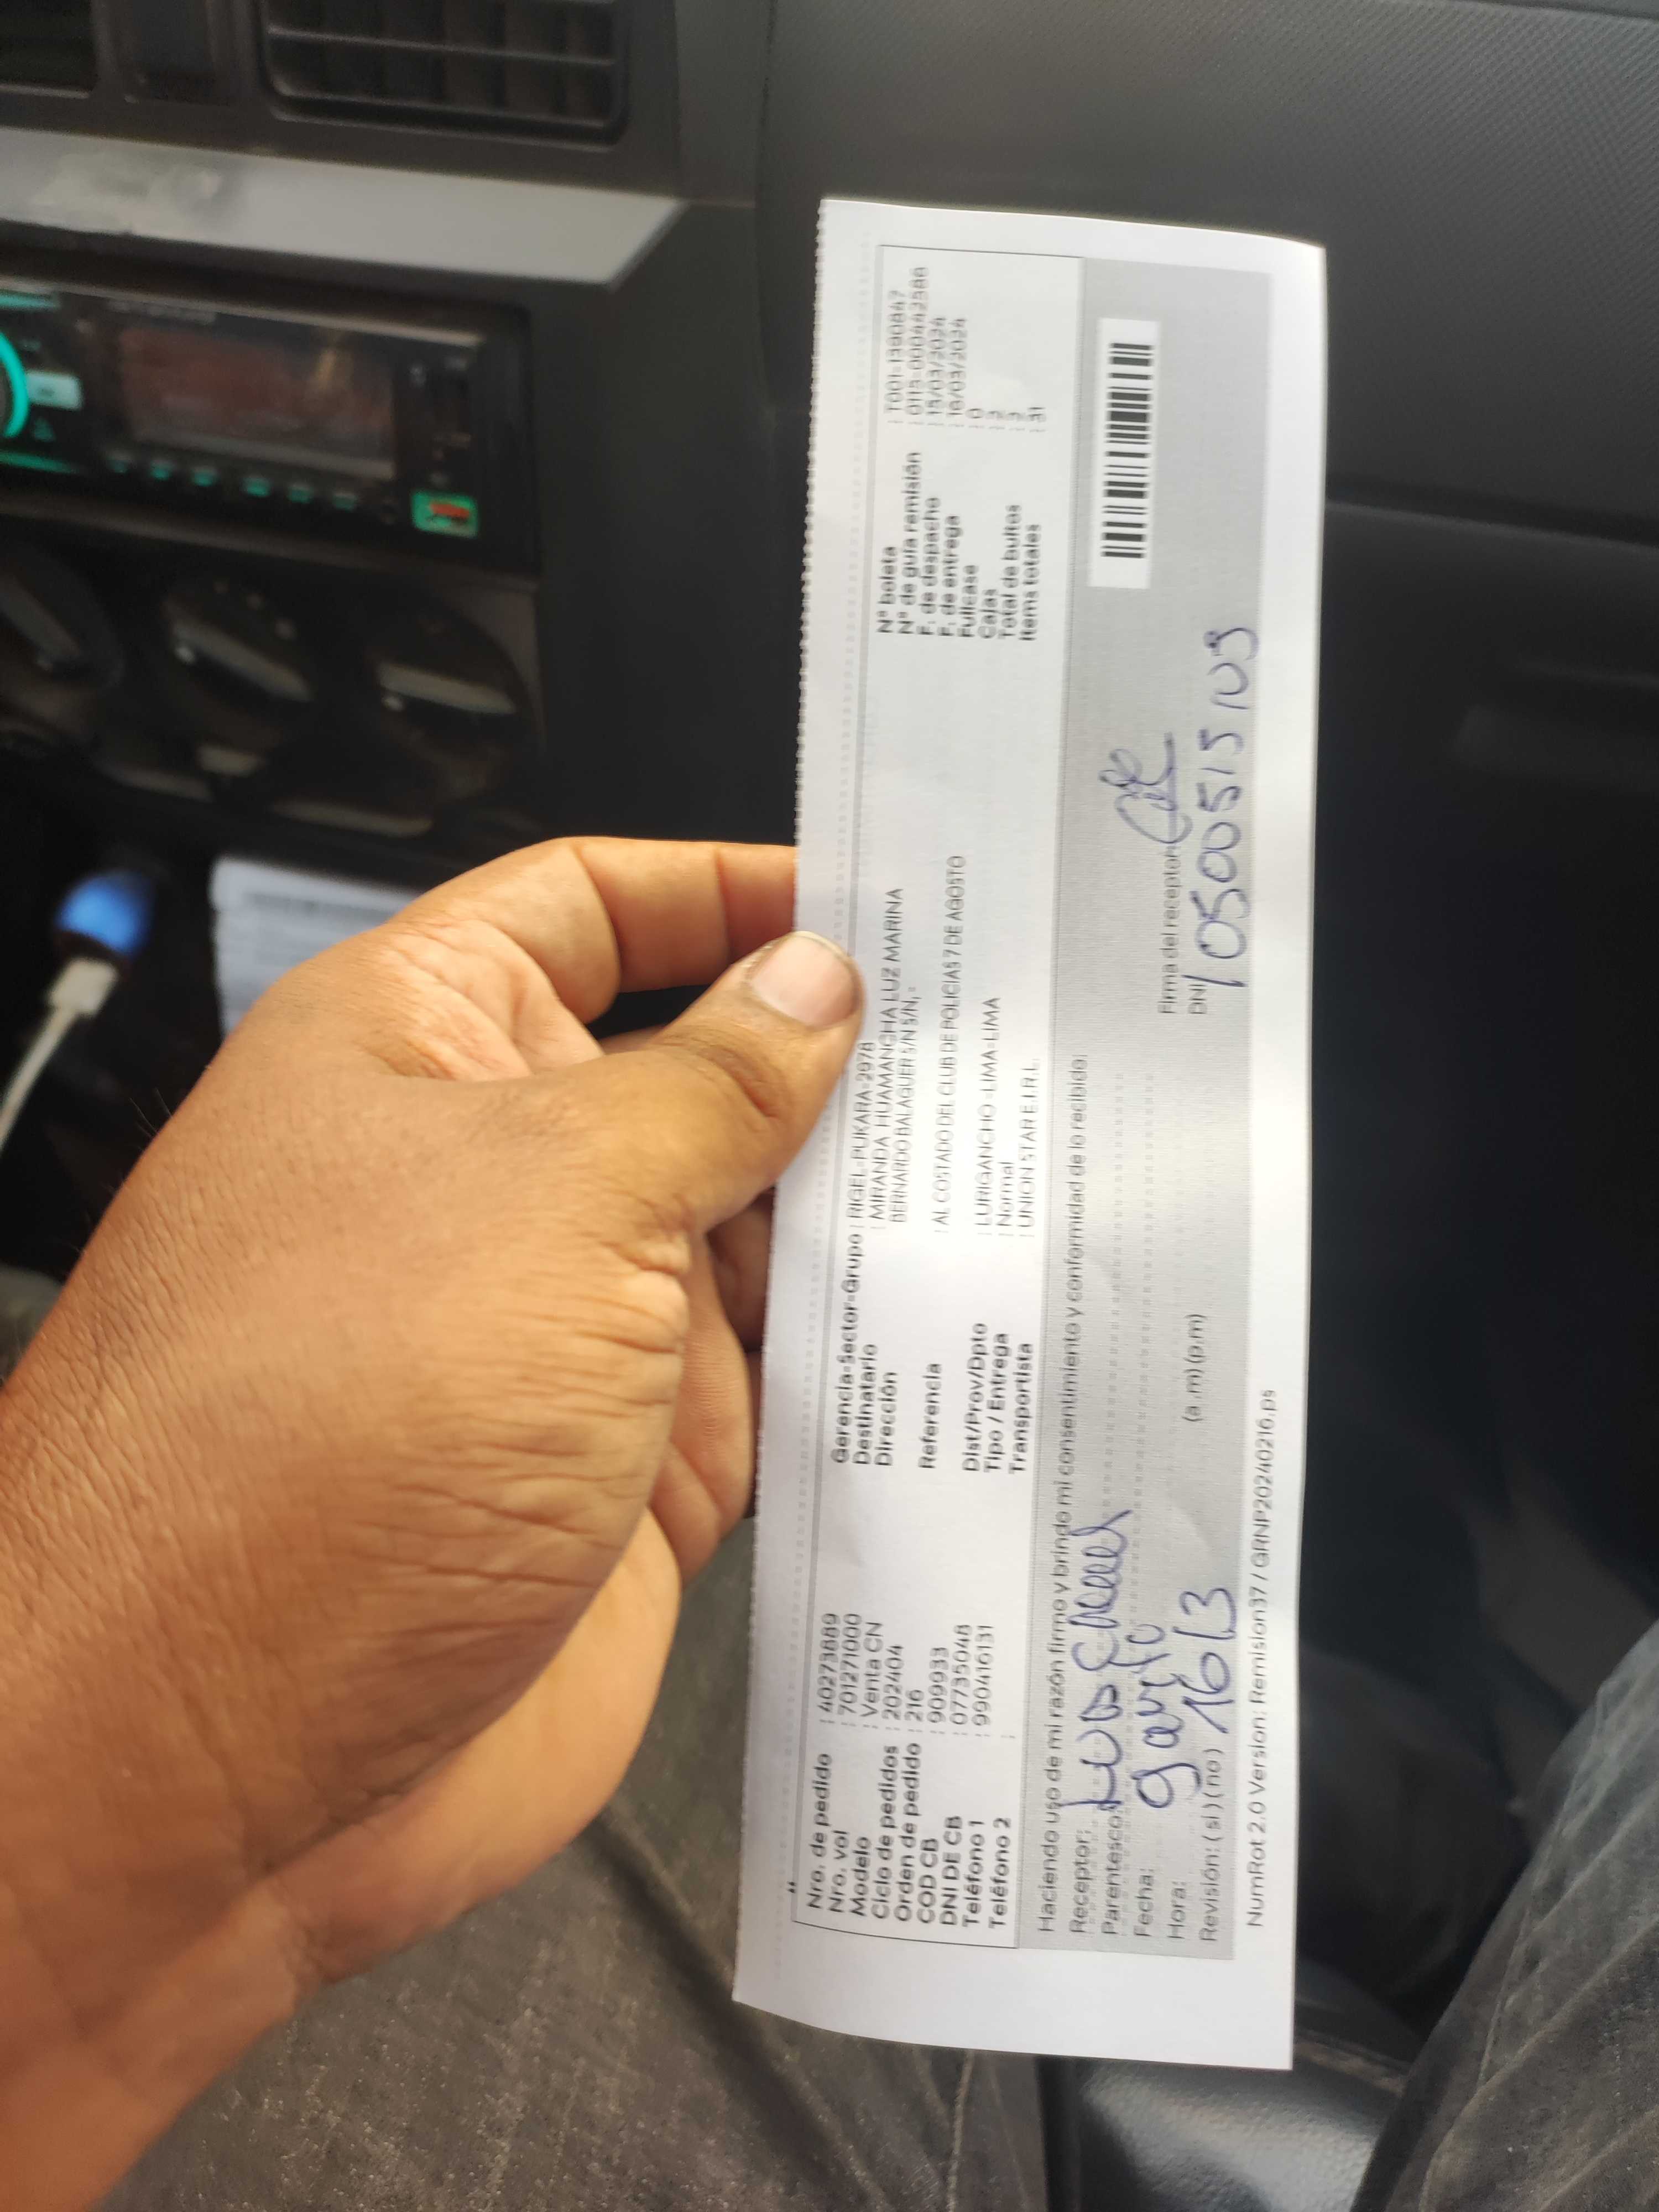 Nro. de pedido : 40273889
Nro. vol : 701271000
Modelo : Venta CN
Ciclo de pedidos : 202404
Orden de pedido : 216
COD CB : 909933
DNI DE CB : 07735048
Teléfono 1 : 990416131
Teléfono 2 :
Gerencia-Sector-Grupo : RIGEL-PUKARA-2978
Destinatario : MIRANDA HUAMANCHA LUZ MARINA
Dirección BERNARDO BALAGUER S/N S/N, -
Referencia : AL COSTADO DEL CLUB DE POLICIAS 7 DE AGOSTO
Dist/Prov/Dpto : LURIGANCHO -LIMA-LIMA
Tipo / Entrega : Normal
Transportista : UNION STAR E.I.R.L.
N° boleta :
N° de guía remisión :
F. de despacho : 15/03/2024
F. de entrega : 16/03/2024
Fullcase : 0
Cajas :
Total de bultos :
Items totales :
Haciendo uso de mi razón firmo y brindo mi consentimiento y conformidad de lo recibido:
Receptor:
Parentesco:
Fecha: 16/3
Hora: (a.m) (p.m)
Revisión: ( si ) ( no )
Firma del receptor:
DNI
NumRot 2.0 Version: Remision37 / GRNP20240216.ps